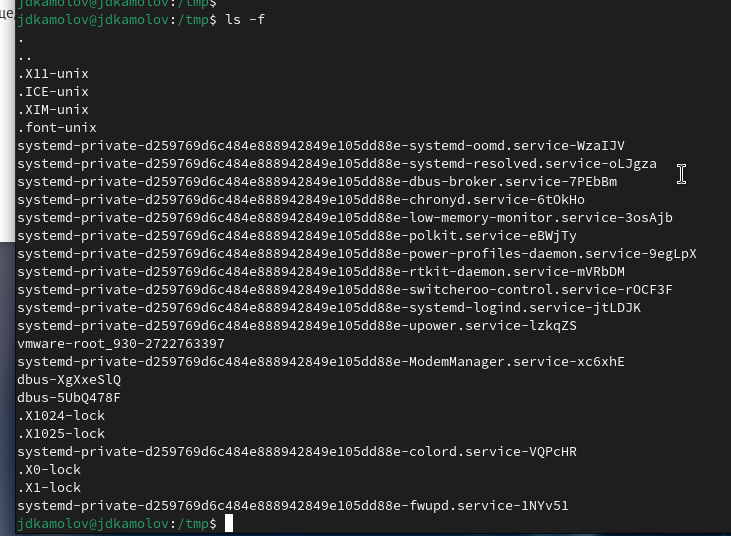 jdkamolov@jdkamolov:/tmp$
ще
jdkamolov@jdkamolov:/tmp$ ls -f
.
..
.X11-unix
.ICE-unix
.XIM-unix
.font-unix
systemd-private-d259769d6c484e888942849e105dd88e-systemd-oomd.service-WzaIJV
systemd-private-d259769d6c484e888942849e105dd88e-systemd-resolved.service-oLJgza
systemd-private-d259769d6c484e888942849e105dd88e-dbus-broker.service-7PEbBm
systemd-private-d259769d6c484e888942849e105dd88e-chronyd.service-6tOkHo
systemd-private-d259769d6c484e888942849e105dd88e-low-memory-monitor.service-3osAjb
systemd-private-d259769d6c484e888942849e105dd88e-polkit.service-eBWjTy
systemd-private-d259769d6c484e888942849e105dd88e-power-profiles-daemon.service-9egLpX
systemd-private-d259769d6c484e888942849e105dd88e-rtkit-daemon.service-mVRbDM
systemd-private-d259769d6c484e888942849e105dd88e-switcheroo-control.service-rOCF3F
systemd-private-d259769d6c484e888942849e105dd88e-systemd-logind.service-jtLDJK
systemd-private-d259769d6c484e888942849e105dd88e-upower.service-lzkqZS
vmware-root_930-2722763397
systemd-private-d259769d6c484e888942849e105dd88e-ModemManager.service-xc6xhE
dbus-XgXxeSlQ
dbus-5UbQ478F
.X1024-lock
.X1025-lock
systemd-private-d259769d6c484e888942849e105dd88e-colord.service-VQPcHR
.X0-lock
.X1-lock
systemd-private-d259769d6c484e888942849e105dd88e-fwupd.service-1NYv51
jdkamolov@jdkamolov:/tmp$